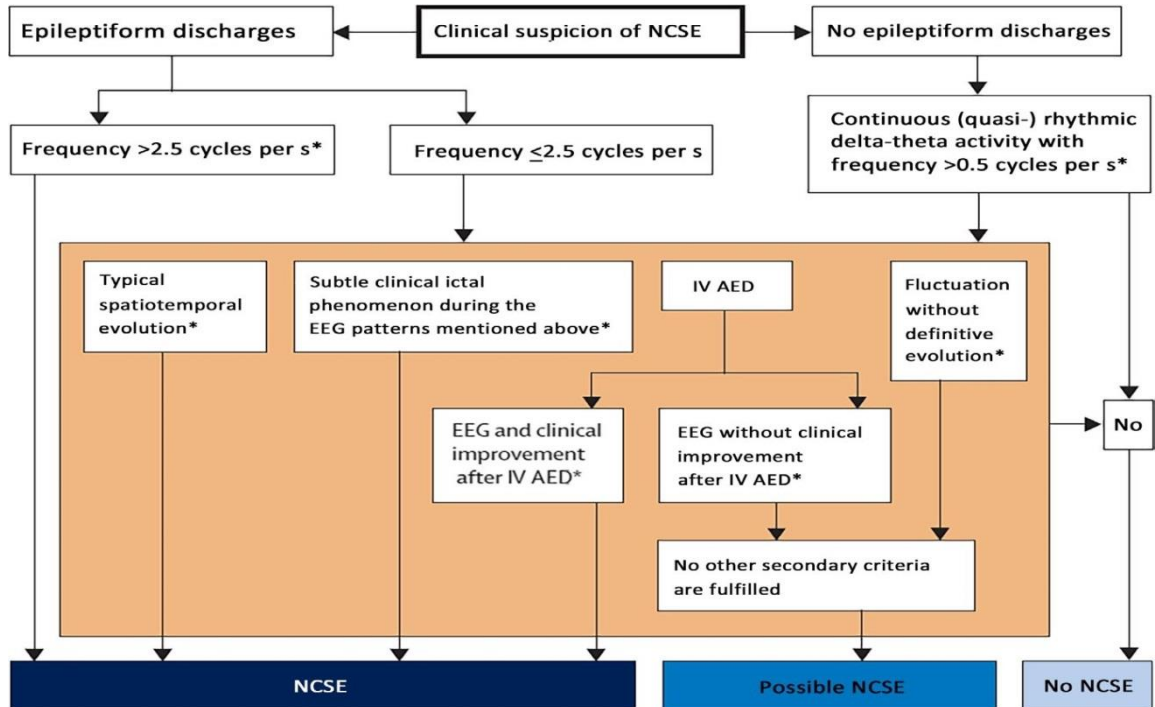 Epileptiform discharges
Clinical suspicion of NCSE
No epileptiform discharges
Frequency >2.5 cycles per s*
Frequency ≤2.5 cycles per s
Continuous (quasi-) rhythmic
delta-theta activity with
frequency >0.5 cycles per s*
Typical
spatiotemporal
evolution*
Subtle clinical ictal
phenomenon during the
EEG patterns mentioned above*
IV AED
Fluctuation
without
definitive
evolution*
EEG and clinical
improvement
after IV AED*
EEG without clinical
improvement
after IV AED*
No
No other secondary criteria
are fulfilled
NCSE
Possible NCSE
No NCSE